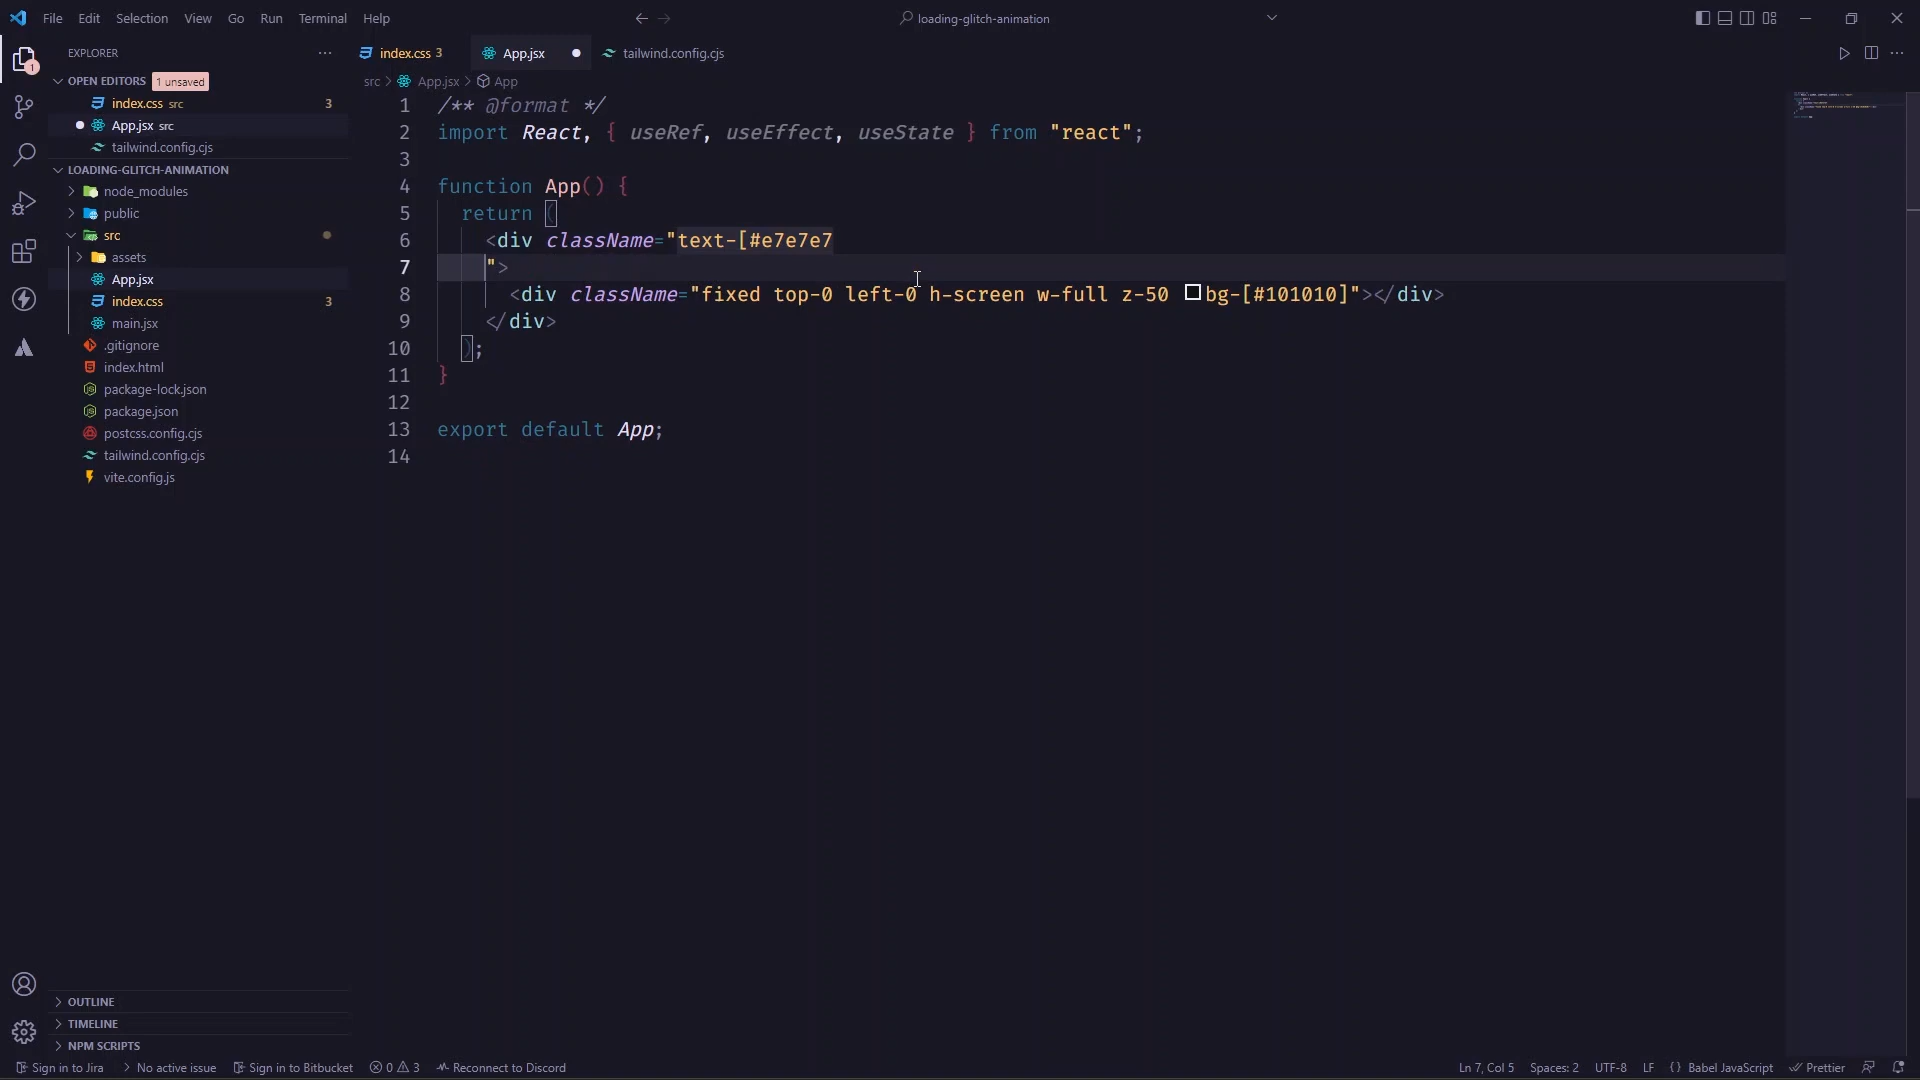 File Edit Selection View Go Run Terminal Help
loading-glitch-animation
EXPLORER
OPEN EDITORS 1 unsaved
index.css src 3
App.jsx src
tailwind.config.cjs
LOADING-GLITCH-ANIMATION
node_modules
public
src
assets
App.jsx
index.css 3
main.jsx
.gitignore
index.html
package-lock.json
package.json
postcss.config.cjs
tailwind.config.cjs
vite.config.js
OUTLINE
TIMELINE
NPM SCRIPTS
1
index.css 3 App.jsx tailwind.config.cjs
src > App.jsx > App
1 /** @format */
2 import React, { useRef, useEffect, useState } from "react";
3
4 function App() {
5 return (
6 <div className="text-[#e7e7e7
7 ">
8 <div className="fixed top-0 left-0 h-screen w-full z-50 bg-[#101010]"></div>
9 </div>
10 );
11 }
12
13 export default App;
14
Sign in to Jira No active issue Sign in to Bitbucket 0 3 Reconnect to Discord Ln 7, Col 5 Spaces: 2 UTF-8 LF {} Babel JavaScript Prettier